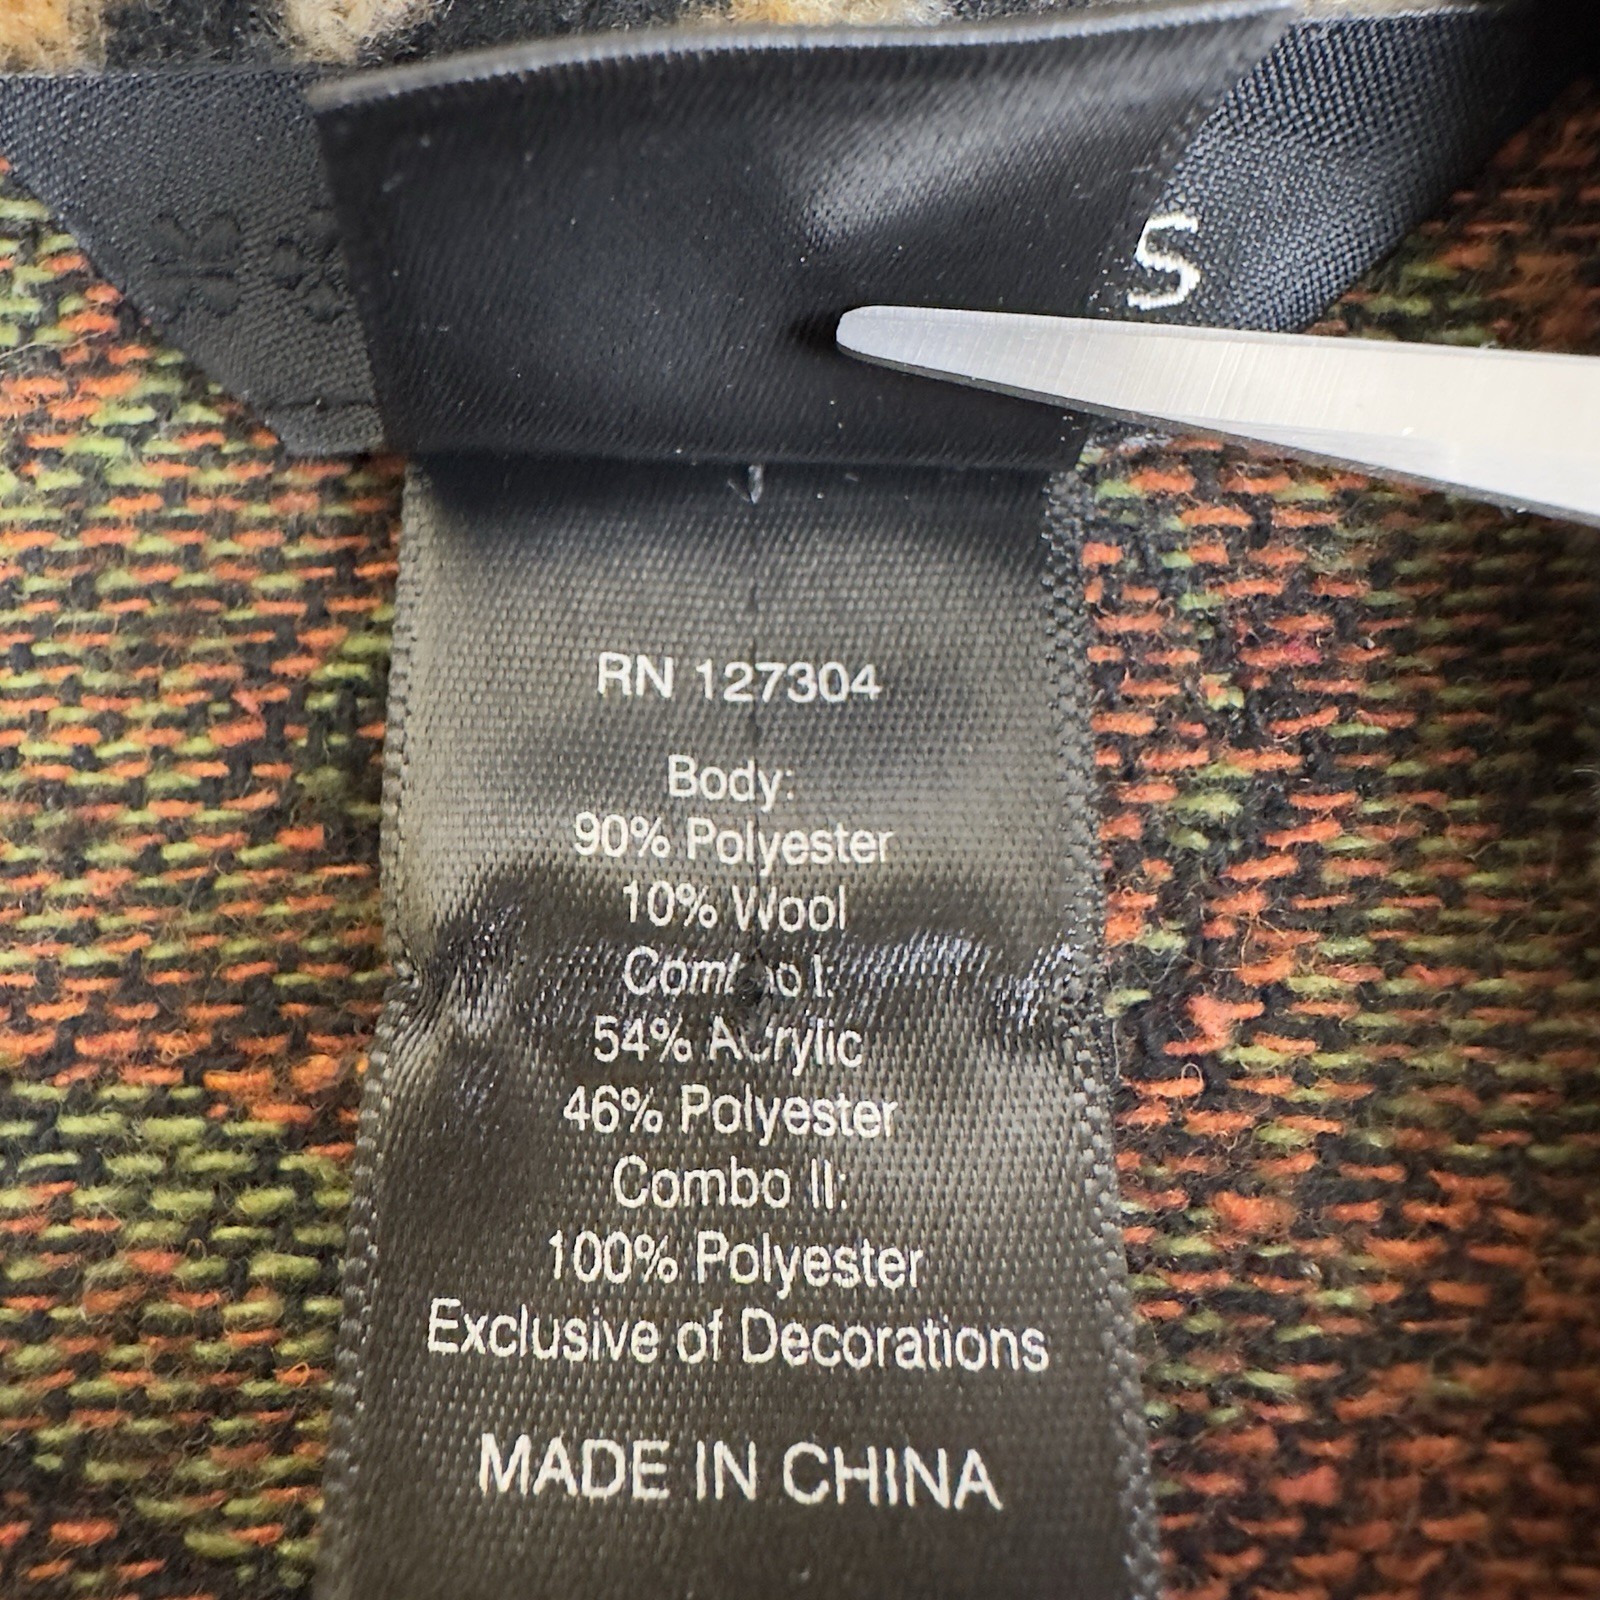 S
RN 127304
Body:
90% Polyester
10% Wool
Combo I:
54% Acrylic
46% Polyester
Combo II:
100% Polyester
Exclusive of Decorations
MADE IN CHINA